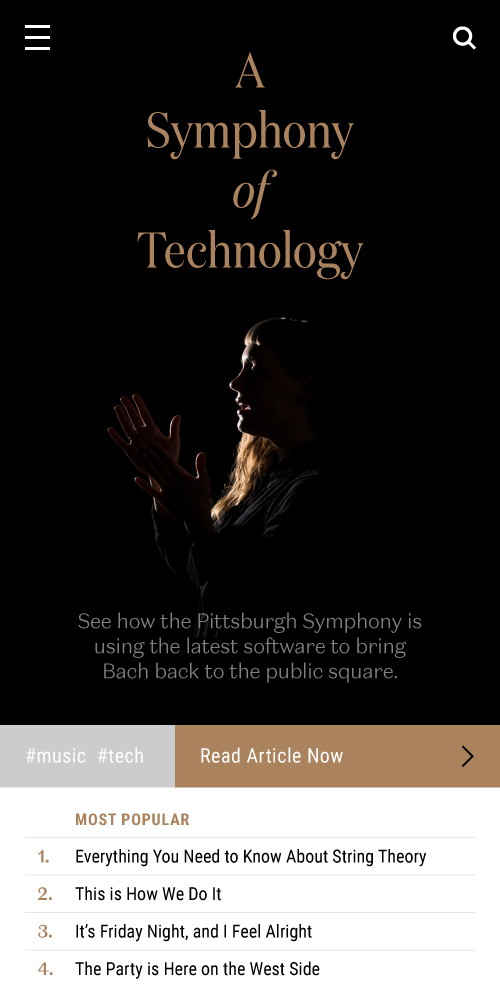 A
Symphony
of
Technology
See how the Pittsburgh Symphony is
using the latest software to bring
Bach back to the public square.
#music #tech
Read Article Now
MOST POPULAR
1. Everything You Need to Know About String Theory
2. This is How We Do It
3. It’s Friday Night, and I Feel Alright
4. The Party is Here on the West Side